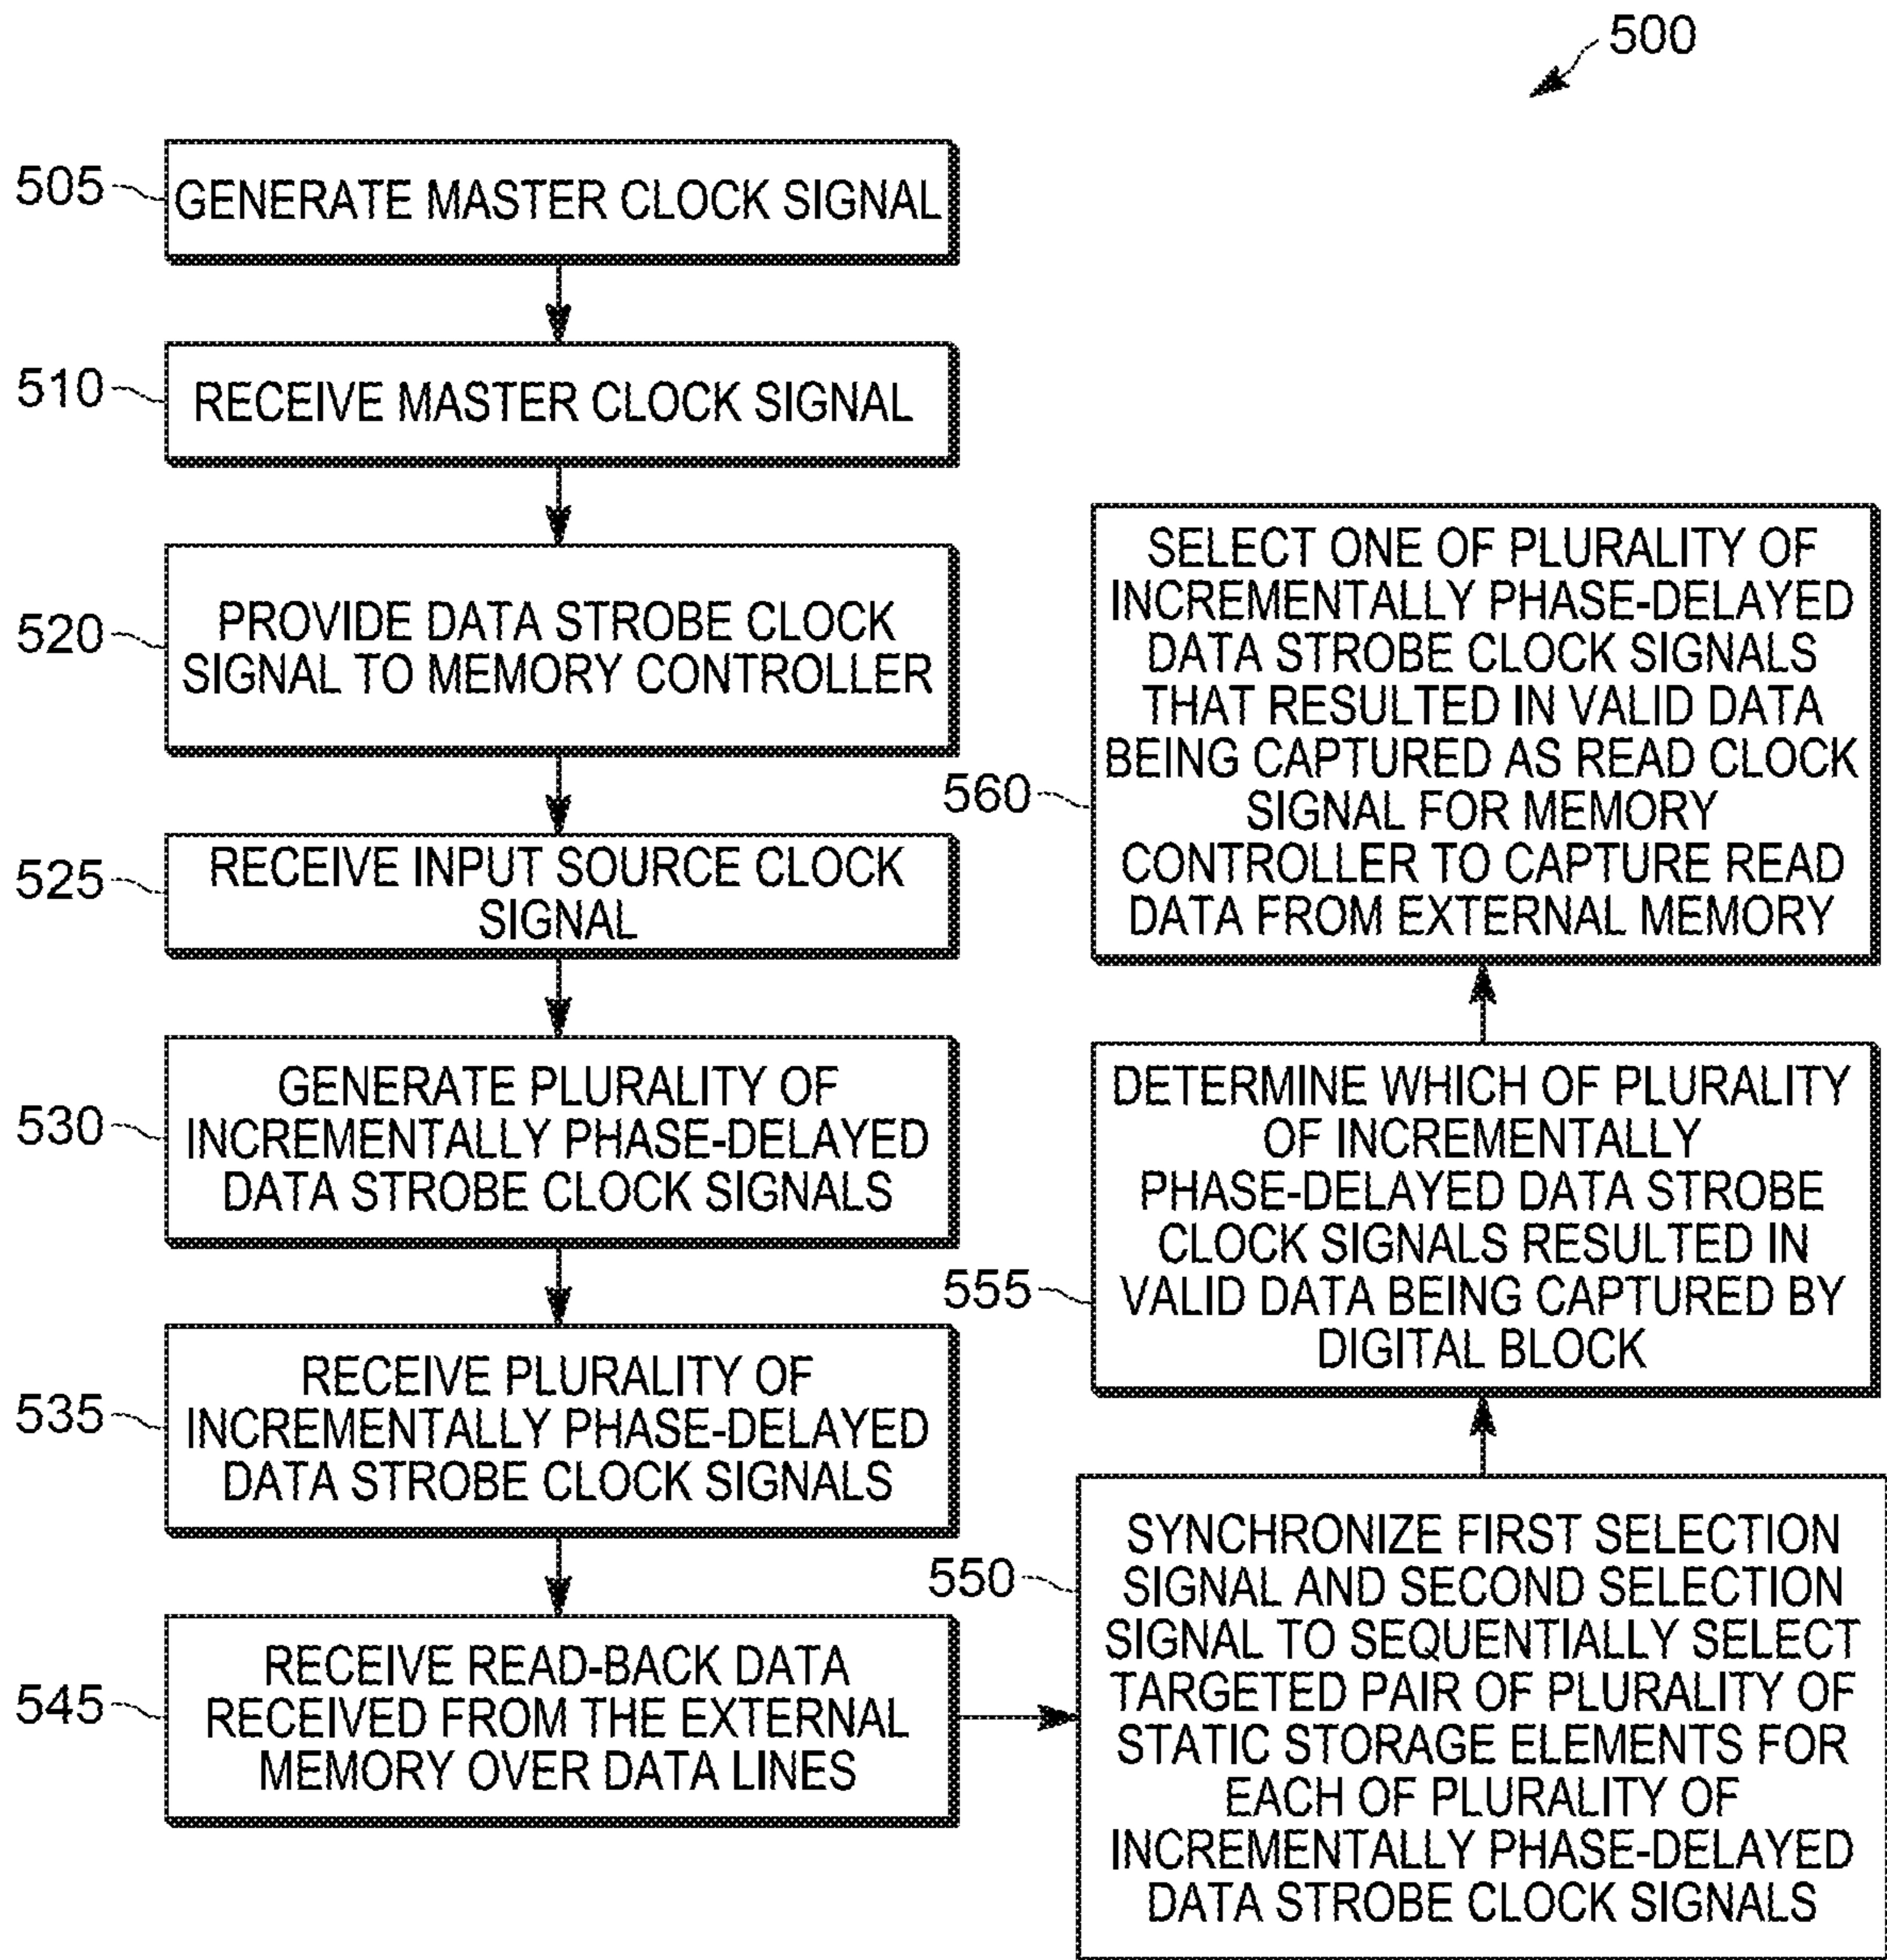 500
505
GENERATE MASTER CLOCK SIGNAL
510
RECEIVE MASTER CLOCK SIGNAL
520
PROVIDE DATA STROBE CLOCK
SIGNAL TO MEMORY CONTROLLER
525
RECEIVE INPUT SOURCE CLOCK
SIGNAL
530
GENERATE PLURALITY OF
INCREMENTALLY PHASE-DELAYED
DATA STROBE CLOCK SIGNALS
535
RECEIVE PLURALITY OF
INCREMENTALLY PHASE-DELAYED
DATA STROBE CLOCK SIGNALS
545
RECEIVE READ-BACK DATA
RECEIVED FROM THE EXTERNAL
MEMORY OVER DATA LINES
550
SYNCHRONIZE FIRST SELECTION
SIGNAL AND SECOND SELECTION
SIGNAL TO SEQUENTIALLY SELECT
TARGETED PAIR OF PLURALITY OF
STATIC STORAGE ELEMENTS FOR
EACH OF PLURALITY OF
INCREMENTALLY PHASE-DELAYED
DATA STROBE CLOCK SIGNALS
555
DETERMINE WHICH OF PLURALITY
OF INCREMENTALLY
PHASE-DELAYED DATA STROBE
CLOCK SIGNALS RESULTED IN
VALID DATA BEING CAPTURED BY
DIGITAL BLOCK
560
SELECT ONE OF PLURALITY OF
INCREMENTALLY PHASE-DELAYED
DATA STROBE CLOCK SIGNALS
THAT RESULTED IN VALID DATA
BEING CAPTURED AS READ CLOCK
SIGNAL FOR MEMORY
CONTROLLER TO CAPTURE READ
DATA FROM EXTERNAL MEMORY